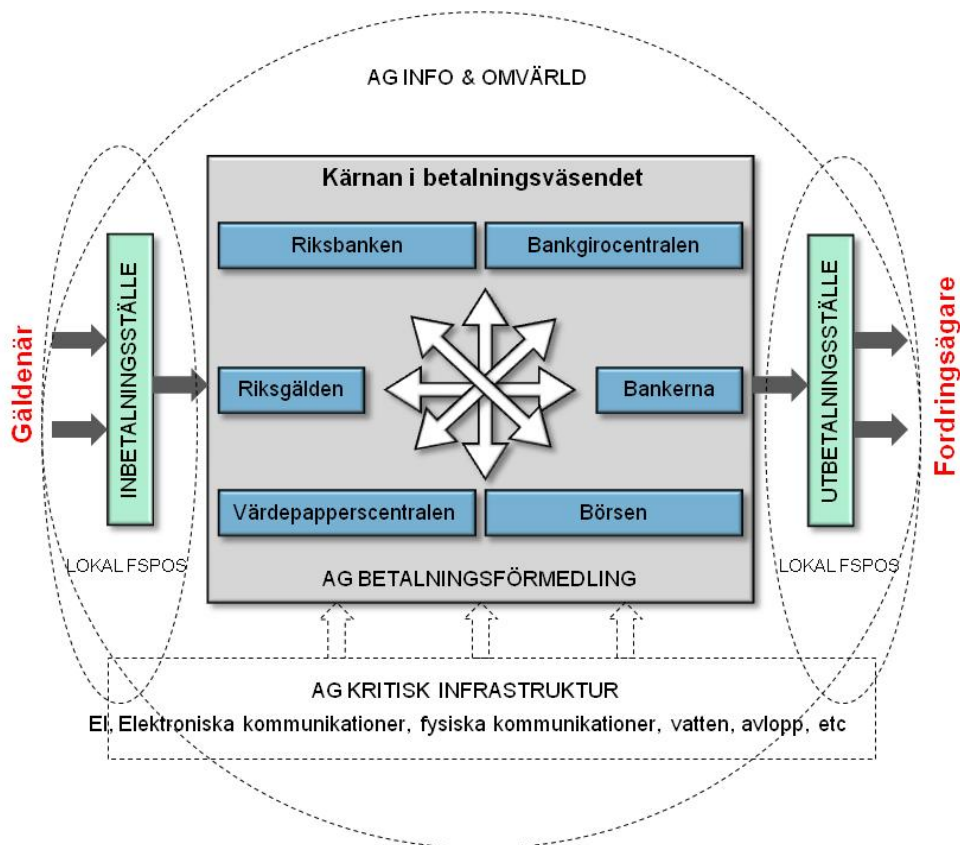 AG INFO & OMVÄRLD
Kärnan i betalningsväsendet
Riksbanken
Bankgirocentralen
Gäldenär
INBETALNINGSSTÄLLE
Riksgälden
Bankerna
UTBETALNINGSSTÄLLE
Fordringsägare
Värdepapperscentralen
Börsen
LOKAL FSPOS
AG BETALNINGSFÖRMEDLING
LOKAL FSPOS
AG KRITISK INFRASTRUKTUR
El, Elektroniska kommunikationer, fysiska kommunikationer, vatten, avlopp, etc